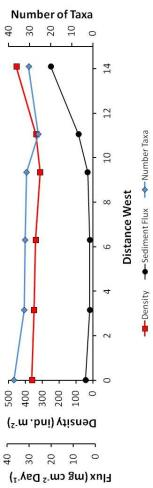 Number of Taxa
40 30 20 10 0
0 2 4 6 8 10 12 14
Distance West
Density Sediment Flux Number Taxa
500 400 300 200 100 0
Density (ind. m⁻²)
40 30 20 10 0
Flux (mg cm⁻² Day⁻¹)